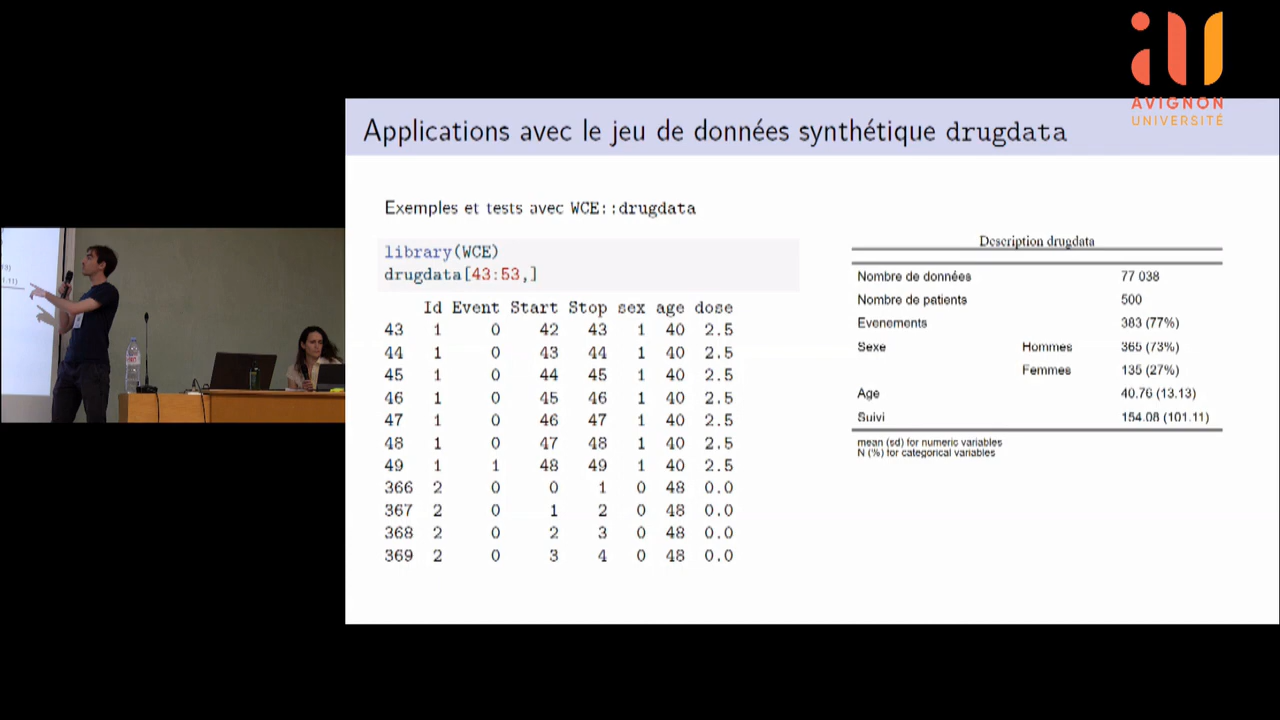 AVIGNON
UNIVERSITÉ
Applications avec le jeu de données synthétique drugdata
Exemples et tests avec WCE::drugdata
library(WCE)
drugdata[43:53,]
Id Event Start Stop sex age dose
43 1 0 42 43 1 40 2.5
44 1 0 43 44 1 40 2.5
45 1 0 44 45 1 40 2.5
46 1 0 45 46 1 40 2.5
47 1 0 46 47 1 40 2.5
48 1 0 47 48 1 40 2.5
49 1 1 48 49 1 40 2.5
366 2 0 0 1 0 48 0.0
367 2 0 1 2 0 48 0.0
368 2 0 2 3 0 48 0.0
369 2 0 3 4 0 48 0.0
Description drugdata
Nombre de données 77 038
Nombre de patients 500
Evenements 383 (77%)
Sexe Hommes 365 (73%)
Femmes 135 (27%)
Age 40.76 (13.13)
Suivi 154.08 (101.11)
mean (sd) for numeric variables
N (%) for categorical variables